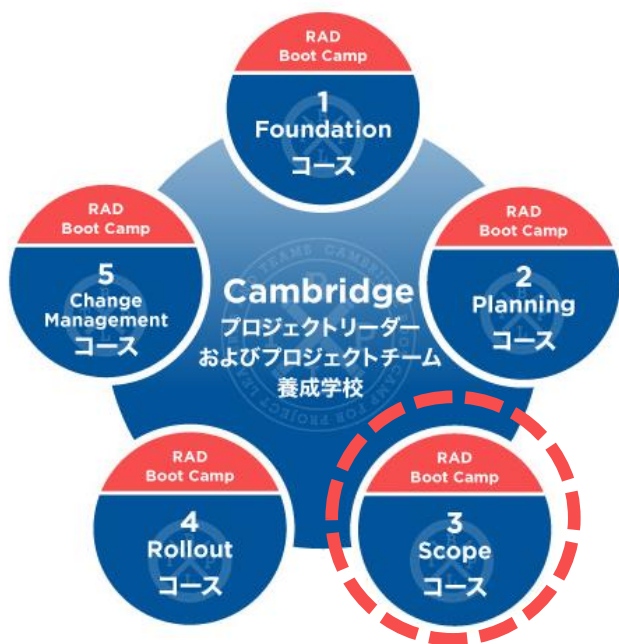 RAD
Boot Camp
1
Foundation
コース
RAD
Boot Camp
5
Change
Management
コース
Cambridge
プロジェクトリーダー
およびプロジェクトチーム
養成学校
RAD
Boot Camp
2
Planning
コース
RAD
Boot Camp
4
Rollout
コース
RAD
Boot Camp
3
Scope
コース